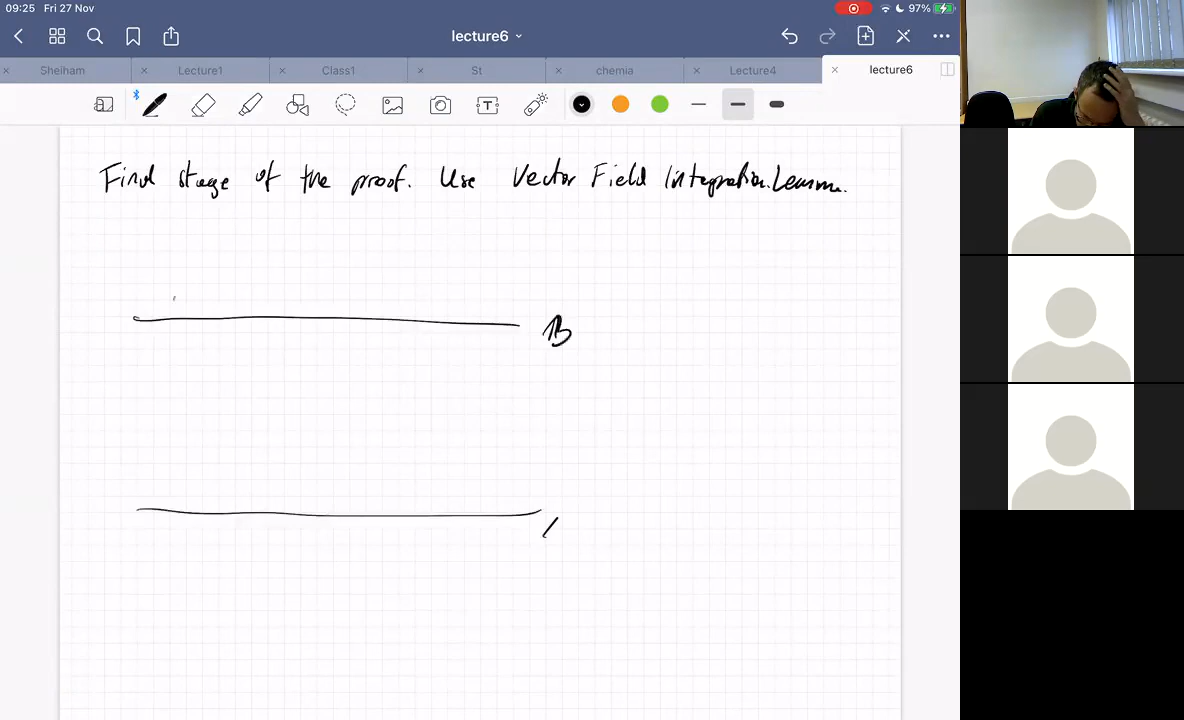 09:25 Fri 27 Nov
97%
lecture6
Sheiham Lecture1 Class1 St chemia Lecture4 lecture6
Final stage of the proof. Use Vector Field Integration Lemma.
B